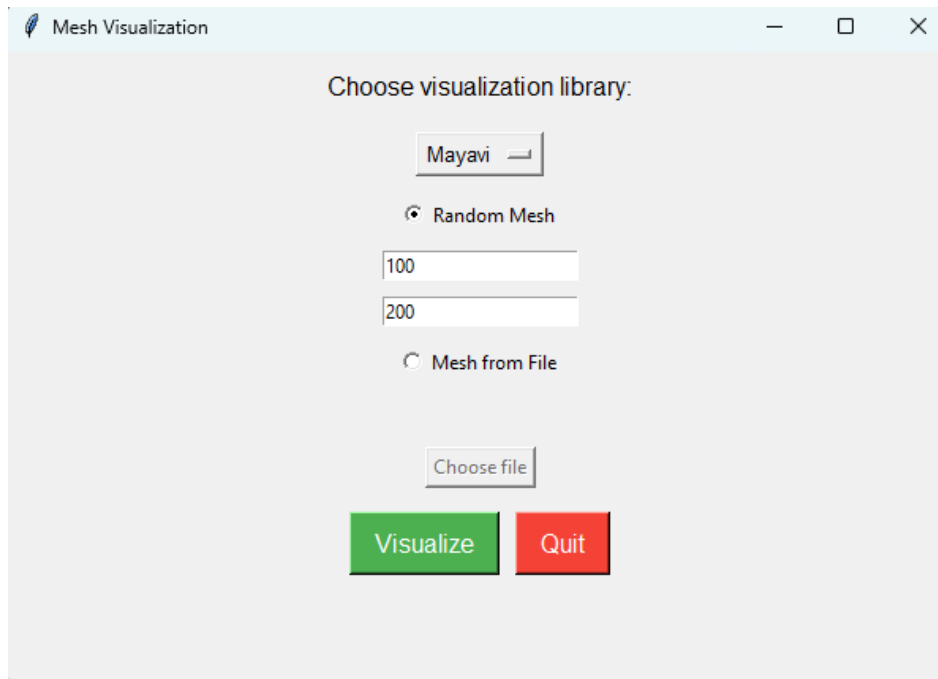 Mesh Visualization
Choose visualization library:
Mayavi
Random Mesh
100
200
Mesh from File
Choose file
Visualize Quit